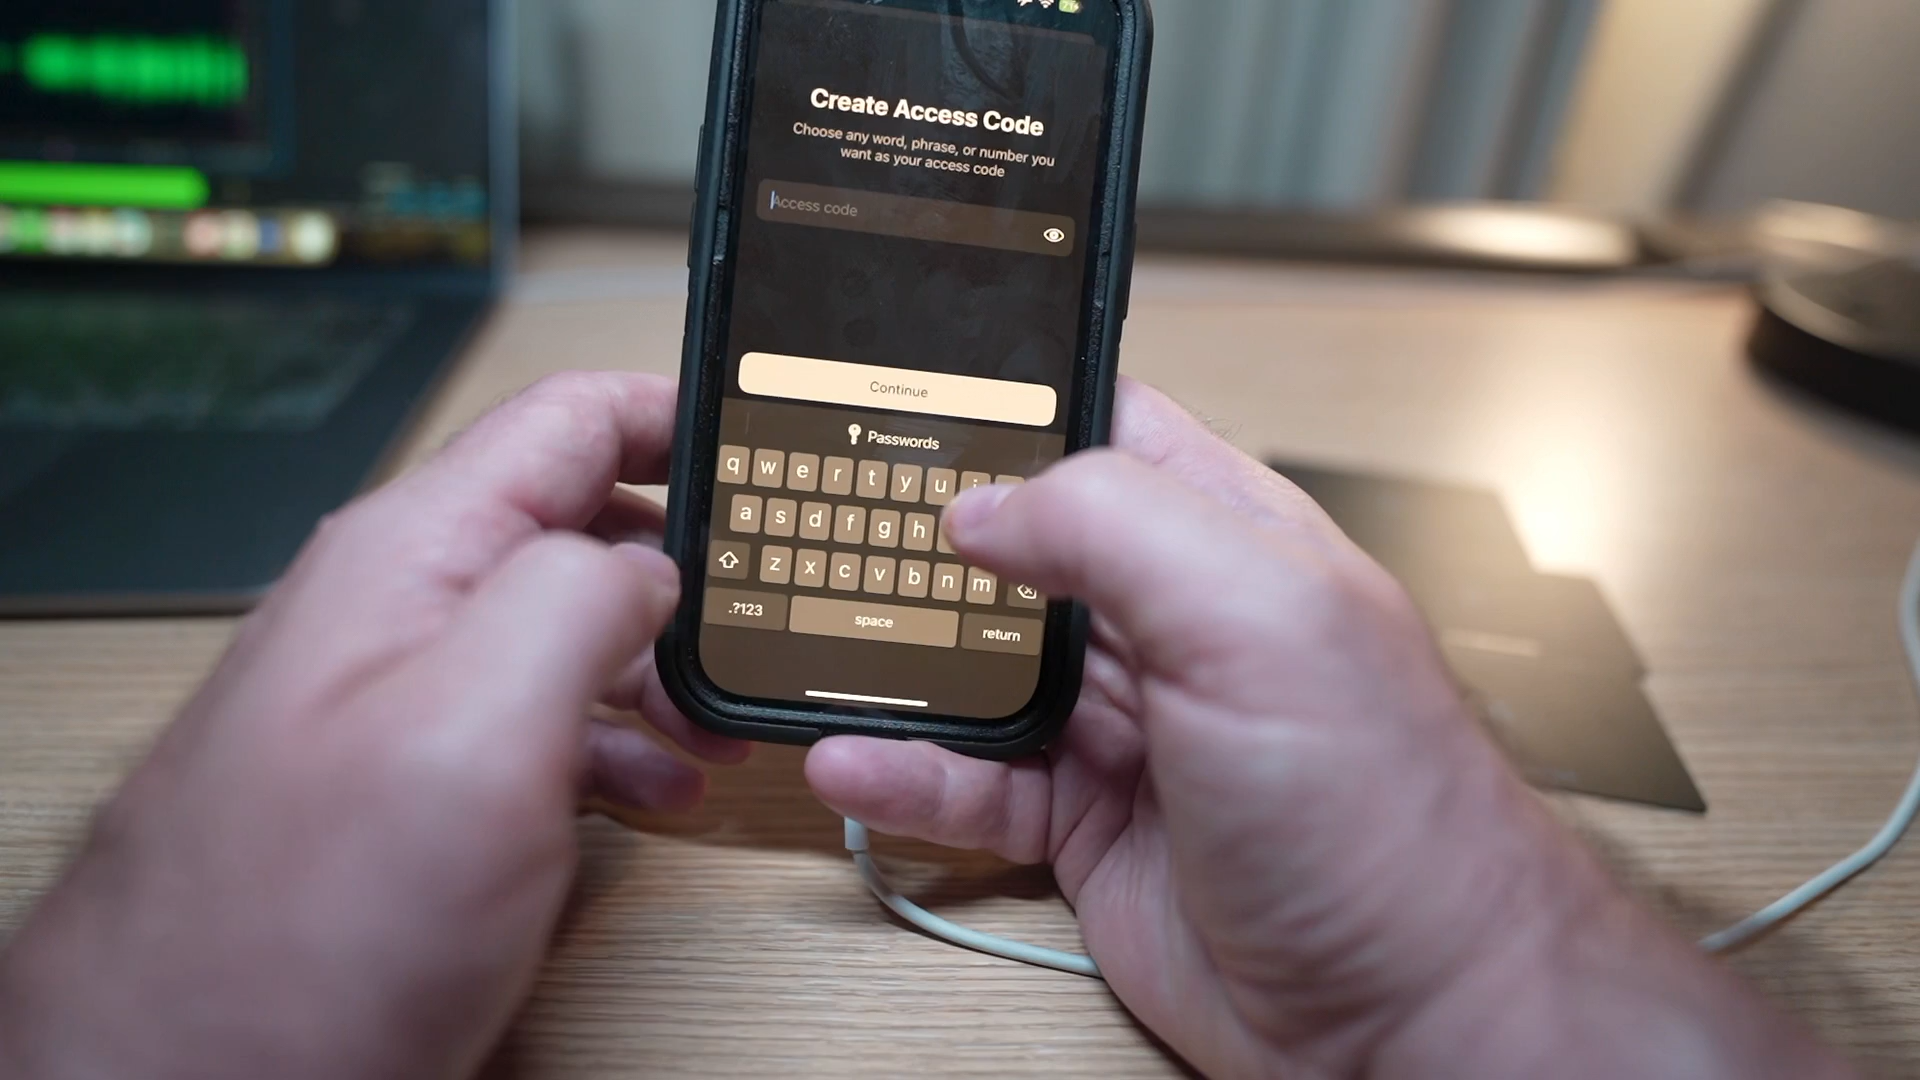 71
Create Access Code
Choose any word, phrase, or number you
want as your access code
Access code
Continue
Passwords
q w e r t y u i
a s d f g h
z x c v b n m
.?123 space return